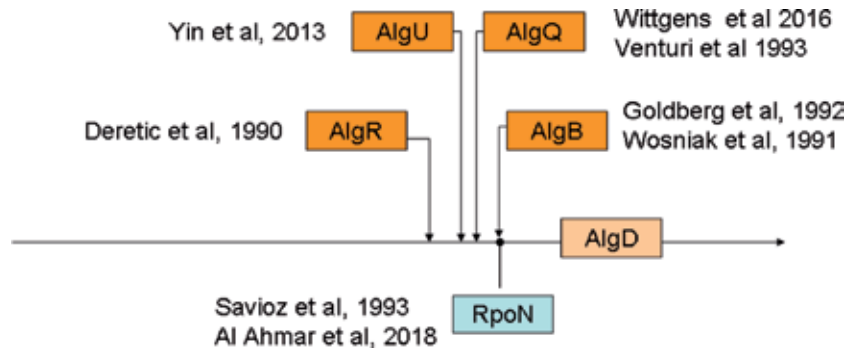 Yin et al, 2013
AlgU
AlgQ
Wittgens et al 2016
Venturi et al 1993
Deretic et al, 1990
AlgR
AlgB
Goldberg et al, 1992
Wosniak et al, 1991
AlgD
Savioz et al, 1993
Al Ahmar et al, 2018
RpoN